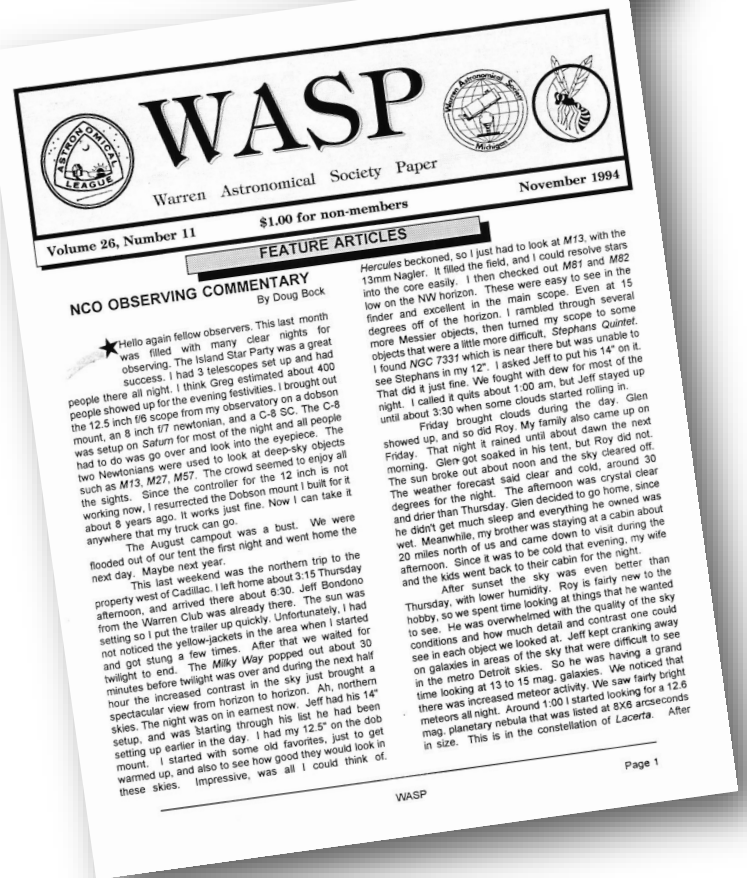 WASP
ASTRONOMICAL
LEAGUE
Warren Astronomical Society
Michigan
Warren Astronomical Society Paper
Volume 26, Number 11
$1.00 for non-members
November 1994
FEATURE ARTICLES
NCO OBSERVING COMMENTARY
By Doug Bock
Hello again fellow observers. This last month
was filled with many clear nights for
observing. The Island Star Party was a great
success. I had 3 telescopes set up and had
people there all night. I think Greg estimated about 400
people showed up for the evening festivities. I brought out
the 12.5 inch f/6 scope from my observatory on a dobson
mount, an 8 inch f/7 newtonian, and a C-8 SC. The C-8
was setup on Saturn for most of the night and all people
had to do was go over and look into the eyepiece. The
two Newtonians were used to look at deep-sky objects
such as M13, M27, M57. The crowd seemed to enjoy all
the sights. Since the controller for the 12 inch is not
working now, I resurrected the Dobson mount I built for it
about 8 years ago. It works just fine. Now I can take it
anywhere that my truck can go.
The August campout was a bust. We were
flooded out of our tent the first night and went home the
next day. Maybe next year.
This last weekend was the northern trip to the
property west of Cadillac. I left home about 3:15 Thursday
afternoon, and arrived there about 6:30. Jeff Bondono
from the Warren Club was already there. The sun was
setting so I put the trailer up quickly. Unfortunately, I had
not noticed the yellow-jackets in the area when I started
and got stung a few times. After that we waited for
twilight to end. The Milky Way popped out about 30
minutes before twilight was over and during the next half
hour the increased contrast in the sky just brought a
spectacular view from horizon to horizon. Ah, northern
skies. The night was on in earnest now. Jeff had his 14"
setup, and was starting through his list he had been
setting up earlier in the day. I had my 12.5" on the dob
mount. I started with some old favorites, just to get
warmed up, and also to see how good they would look in
these skies. Impressive, was all I could think of.
Hercules beckoned, so I just had to look at M13, with the
13mm Nagler. It filled the field, and I could resolve stars
into the core easily. I then checked out M81 and M82
low on the NW horizon. These were easy to see in the
finder and excellent in the main scope. Even at 15
degrees off of the horizon. I rambled through several
more Messier objects, then turned my scope to some
objects that were a little more difficult, Stephans Quintet.
I found NGC 7331 which is near there but was unable to
see Stephans in my 12". I asked Jeff to put his 14" on it.
That did it just fine. We fought with dew for most of the
night. I called it quits about 1:00 am, but Jeff stayed up
until about 3:30 when some clouds started rolling in.
Friday brought clouds during the day. Glen
showed up, and so did Roy. My family also came up on
Friday. That night it rained until about dawn the next
morning. Glen got soaked in his tent, but Roy did not.
The sun broke out about noon and the sky cleared off.
The weather forecast said clear and cold, around 30
degrees for the night. The afternoon was crystal clear
and drier than Thursday. Glen decided to go home, since
he didn't get much sleep and everything he owned was
wet. Meanwhile, my brother was staying at a cabin about
20 miles north of us and came down to visit during the
afternoon. Since it was to be cold that evening, my wife
and the kids went back to their cabin for the night.
After sunset the sky was even better than
Thursday, with lower humidity. Roy is fairly new to the
hobby, so we spent time looking at things that he wanted
to see. He was overwhelmed with the quality of the sky
conditions and how much detail and contrast one could
see in each object we looked at. Jeff kept cranking away
on galaxies in areas of the sky that were difficult to see
in the metro Detroit skies. So he was having a grand
time looking at 13 to 15 mag. galaxies. We noticed that
there was increased meteor activity. We saw fairly bright
meteors all night. Around 1:00 I started looking for a 12.6
mag. planetary nebula that was listed at 8X6 arcseconds
in size. This is in the constellation of Lacerta. After
WASP
Page 1